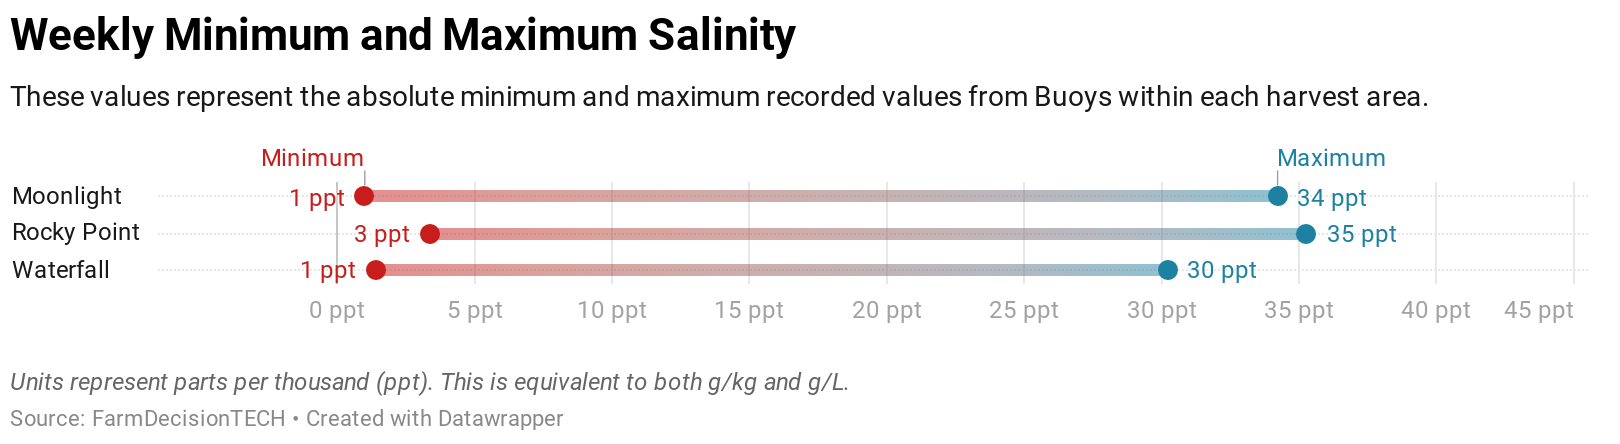 Weekly Minimum and Maximum Salinity
These values represent the absolute minimum and maximum recorded values from Buoys within each harvest area.
Minimum Maximum
Moonlight 1 ppt 34 ppt
Rocky Point 3 ppt 35 ppt
Waterfall 1 ppt 30 ppt
0 ppt 5 ppt 10 ppt 15 ppt 20 ppt 25 ppt 30 ppt 35 ppt 40 ppt 45 ppt
Units represent parts per thousand (ppt). This is equivalent to both g/kg and g/L.
Source: FarmDecisionTECH • Created with Datawrapper